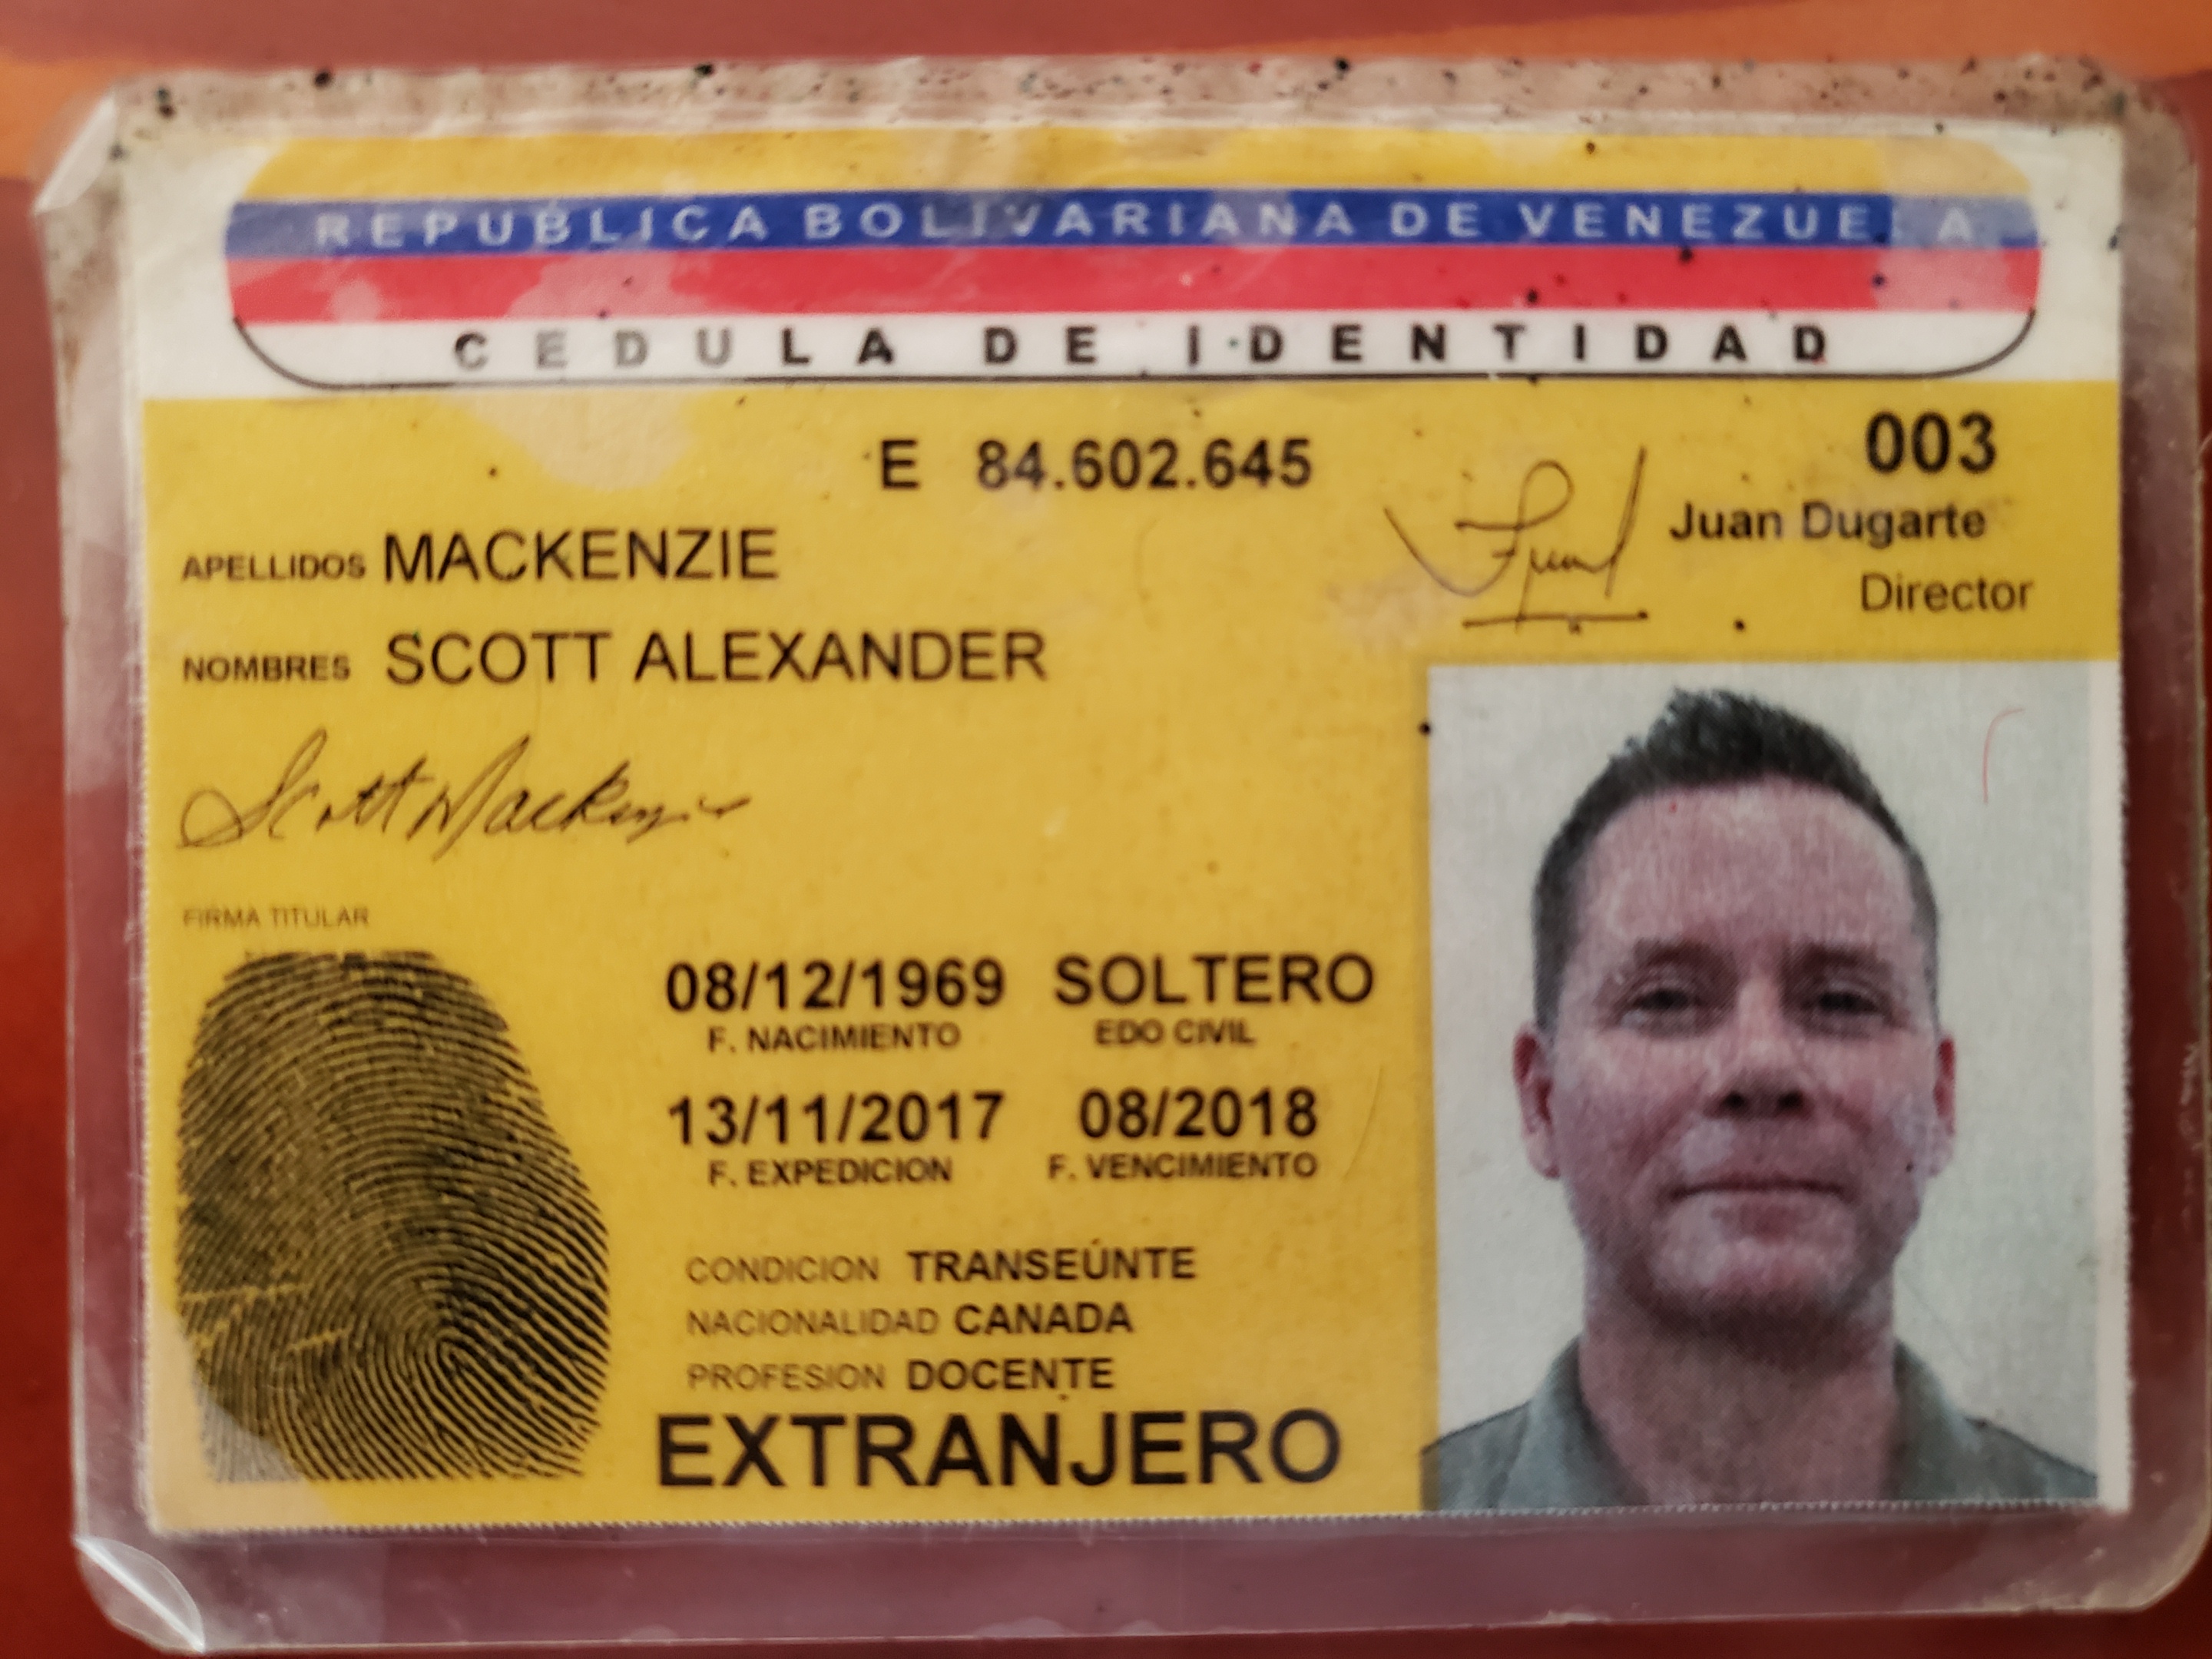 REPUBLICA BOLIVARIANA DE VENEZUELA
CEDULA DE IDENTIDAD
E 84.602.645 003
APELLIDOS MACKENZIE
Juan Dugarte
Director
NOMBRES SCOTT ALEXANDER
Scott Mackenzie
FIRMA TITULAR
08/12/1969 SOLTERO
F. NACIMIENTO EDO CIVIL
13/11/2017 08/2018
F. EXPEDICION F. VENCIMIENTO
CONDICION TRANSEÚNTE
NACIONALIDAD CANADA
PROFESION DOCENTE
EXTRANJERO